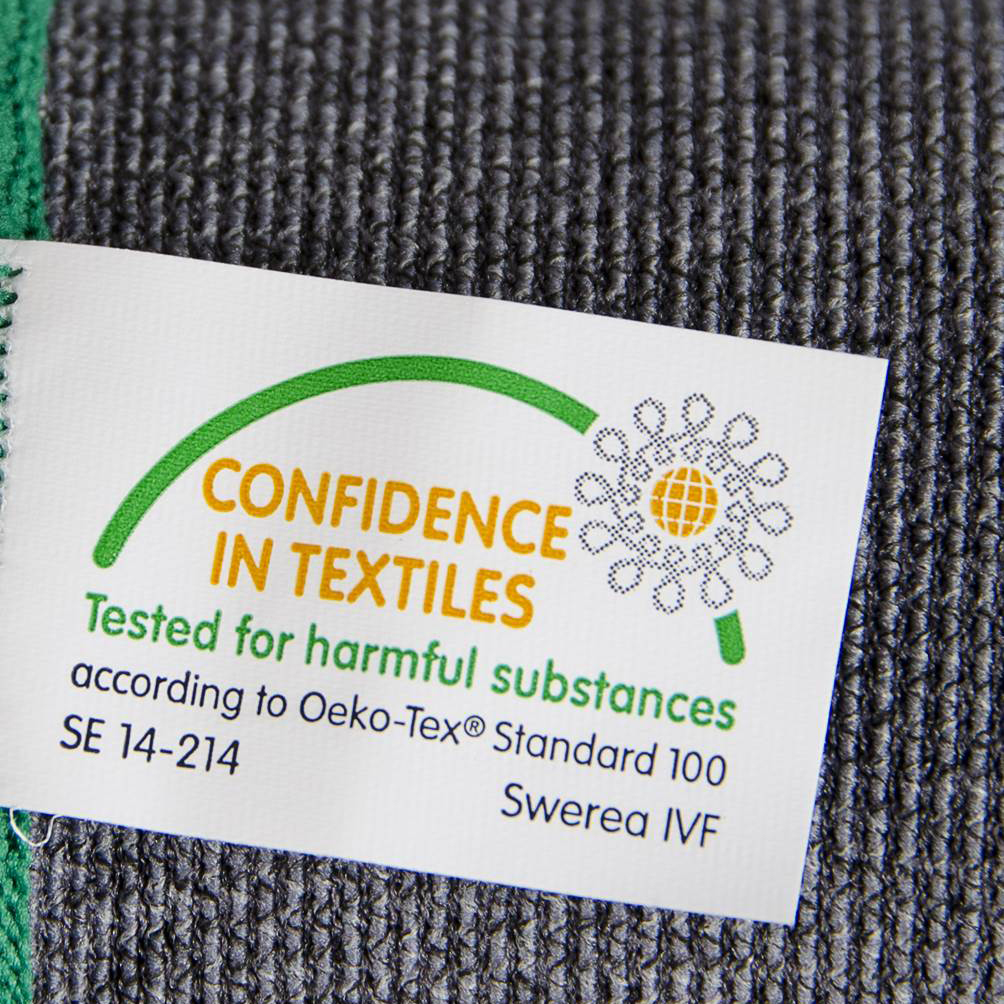 CONFIDENCE
IN TEXTILES
Tested for harmful substances
according to Oeko-Tex® Standard 100
SE 14-214
Swerea IVF